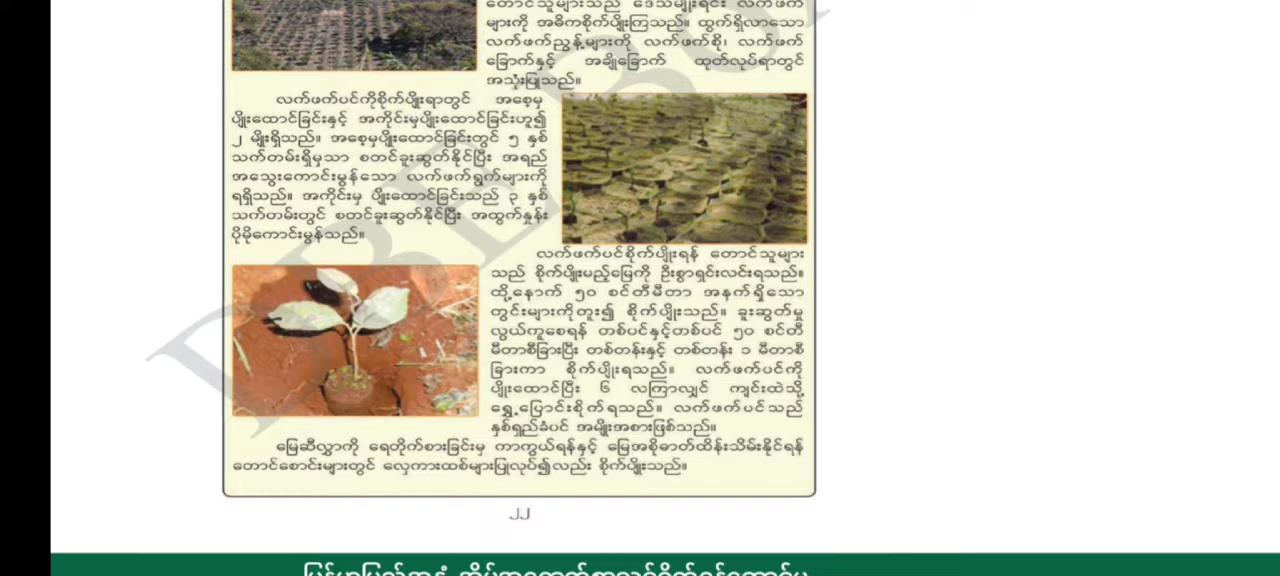 တောင်သူများသည် ဒေသမျိုးရင်း လက်ဖက်
များကို အဓိကစိုက်ပျိုးကြသည်။ ထွက်ရှိလာသော
လက်ဖက်ညွန့်များကို လက်ဖက်စို၊ လက်ဖက်
ခြောက်နှင့် အချိုခြောက် ထုတ်လုပ်ရာတွင်
အသုံးပြုသည်။
လက်ဖက်ပင်ကိုစိုက်ပျိုးရာတွင် အစေ့မှ
ပျိုးထောင်ခြင်းနှင့် အကိုင်းမှပျိုးထောင်ခြင်းဟူ၍
၂ မျိုးရှိသည်။ အစေ့မှပျိုးထောင်ခြင်းတွင် ၅ နှစ်
သက်တမ်းရှိမှသာ စတင်ခူးဆွတ်နိုင်ပြီး အရည်
အသွေးကောင်းမွန်သော လက်ဖက်ရွက်များကို
ရရှိသည်။ အကိုင်းမှ ပျိုးထောင်ခြင်းသည် ၃ နှစ်
သက်တမ်းတွင် စတင်ခူးဆွတ်နိုင်ပြီး အထွက်နှုန်း
ပိုမိုကောင်းမွန်သည်။
လက်ဖက်ပင်စိုက်ပျိုးရန် တောင်သူများ
သည် စိုက်ပျိုးမည့်မြေကို ဦးစွာရှင်းလင်းရသည်။
ထို့နောက် ၅၀ စင်တီမီတာ အနက်ရှိသော
တွင်းများကိုတူး၍ စိုက်ပျိုးသည်။ ခူးဆွတ်မှု
လွယ်ကူစေရန် တစ်ပင်နှင့်တစ်ပင် ၅၀ စင်တီ
မီတာစီခြားပြီး တစ်တန်းနှင့် တစ်တန်း ၁ မီတာစီ
ခြားကာ စိုက်ပျိုးရသည်။ လက်ဖက်ပင်ကို
ပျိုးထောင်ပြီး ၆ လကြာလျှင် ကျင်းထဲသို့
ရွှေ့ပြောင်းစိုက်ရသည်။ လက်ဖက်ပင်သည်
နှစ်ရှည်ခံပင် အမျိုးအစားဖြစ်သည်။
မြေဆီလွှာကို ရေတိုက်စားခြင်းမှ ကာကွယ်ရန်နှင့် မြေအစိုဓာတ်ထိန်းသိမ်းနိုင်ရန်
တောင်စောင်းများတွင် လှေကားထစ်များပြုလုပ်၍လည်း စိုက်ပျိုးသည်။
၂၂